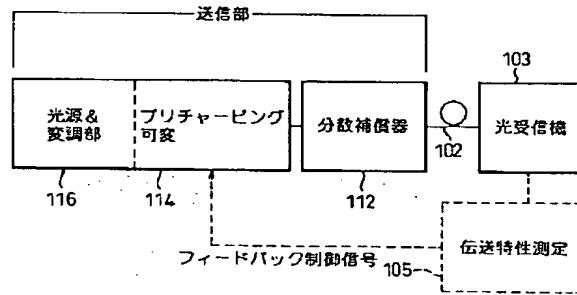 送信部
103
光源&
変調部
プリチャーピング
可変
分散補償器
102
光受信機
116
114
112
フィードバック制御信号
105
伝送特性測定